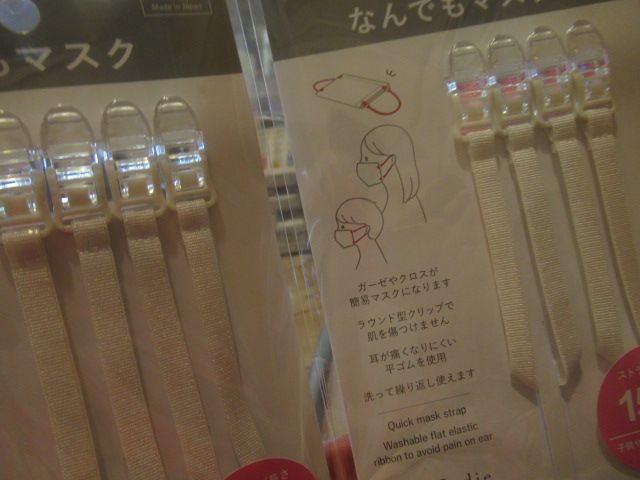 Made in Japan
マスク
なんでもマス
ガーゼやクロスが
簡易マスクになります
ラウンド型クリップで
肌を傷つけません
耳が痛くなりにくい
平ゴムを使用
洗って繰り返し使えます
Quick mask strap
Washable flat elastic
ribbon to avoid pain on ear